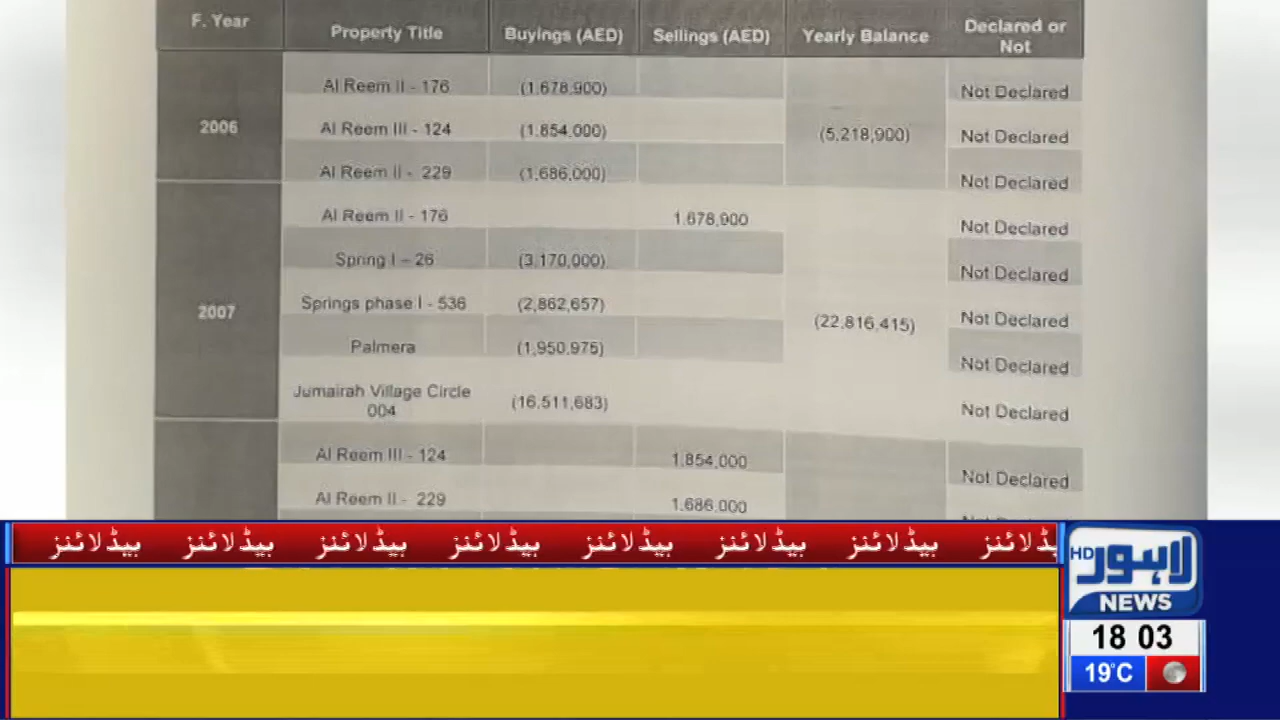 F. Year Property Title Buyings (AED) Sellings (AED) Yearly Balance Declared or Not
2006
Al Reem II - 176 (1,678,900) Not Declared
Al Reem III - 124 (1,854,000) (5,218,900) Not Declared
Al Reem II - 229 (1,686,000) Not Declared
2007
Al Reem II - 176 1,678,900 Not Declared
Spring I – 26 (3,170,000) Not Declared
Springs phase I - 536 (2,862,657) (22,816,415) Not Declared
Palmera (1,950,975) Not Declared
Jumairah Village Circle 004 (16,511,683) Not Declared
Al Reem III - 124 1,854,000 Not Declared
Al Reem II - 229 1,686,000
ہیڈلائنز ہیڈلائنز ہیڈلائنز ہیڈلائنز ہیڈلائنز ہیڈلائنز ہیڈلائنز
HD لاہور
NEWS
18 03
19°C